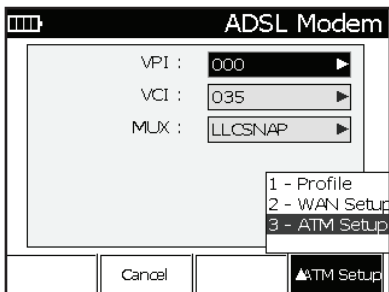 ADSL Modem
VPI : 000
VCI : 035
MUX : LLCSNAP
1 - Profile
2 - WAN Setup
3 - ATM Setup
Cancel ATM Setup